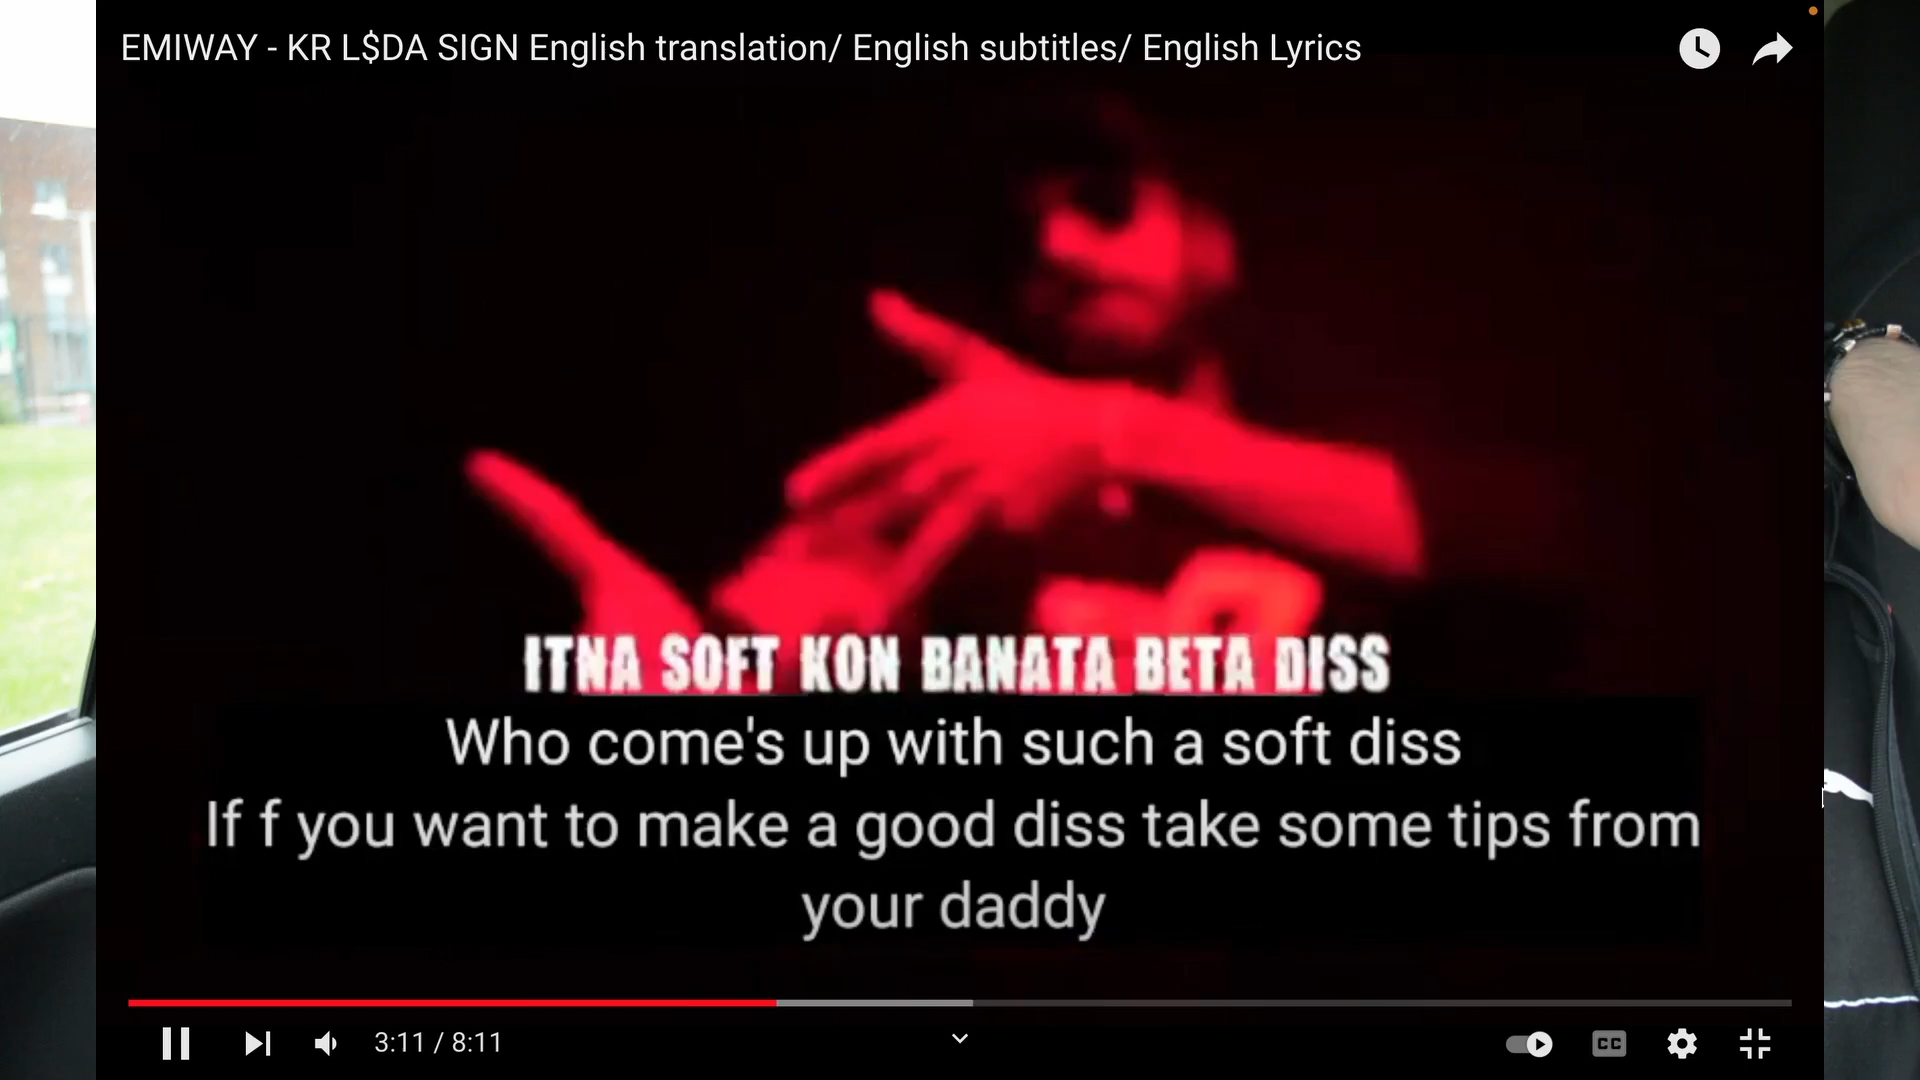 EMIWAY - KR L$DA SIGN English translation/ English subtitles/ English Lyrics
ITNA SOFT KON BANATA BETA DISS
Who come's up with such a soft diss
If f you want to make a good diss take some tips from
your daddy
3:11 / 8:11
CC